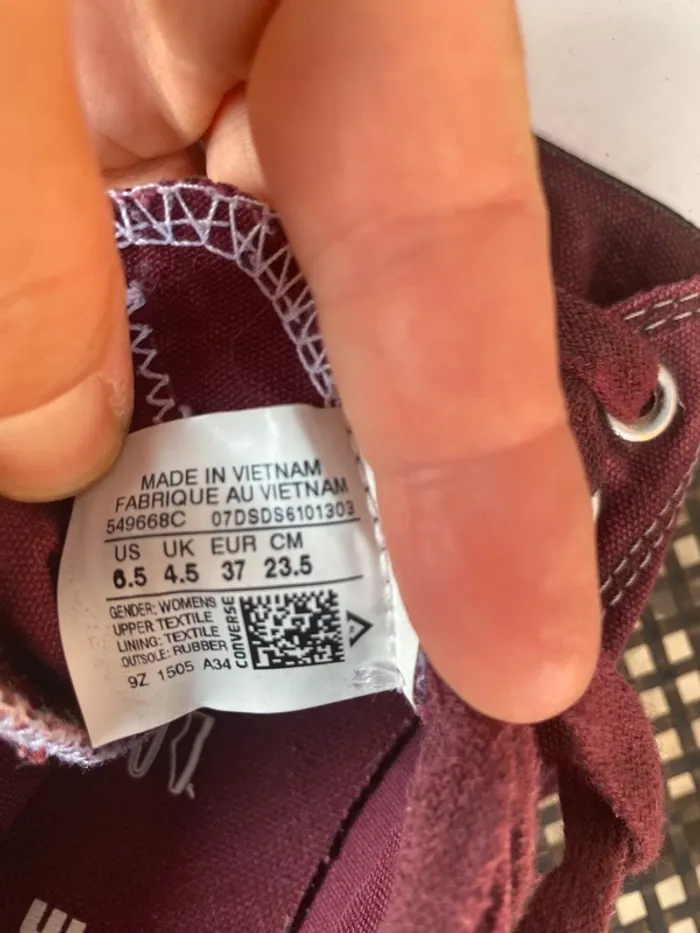 MADE IN VIETNAM
FABRIQUE AU VIETNAM
549668C 07DSDS6101303
US UK EUR CM
6.5 4.5 37 23.5
GENDER: WOMENS
UPPER TEXTILE
LINING: TEXTILE
OUTSOLE: RUBBER
CONVERSE
9Z 1505 A34